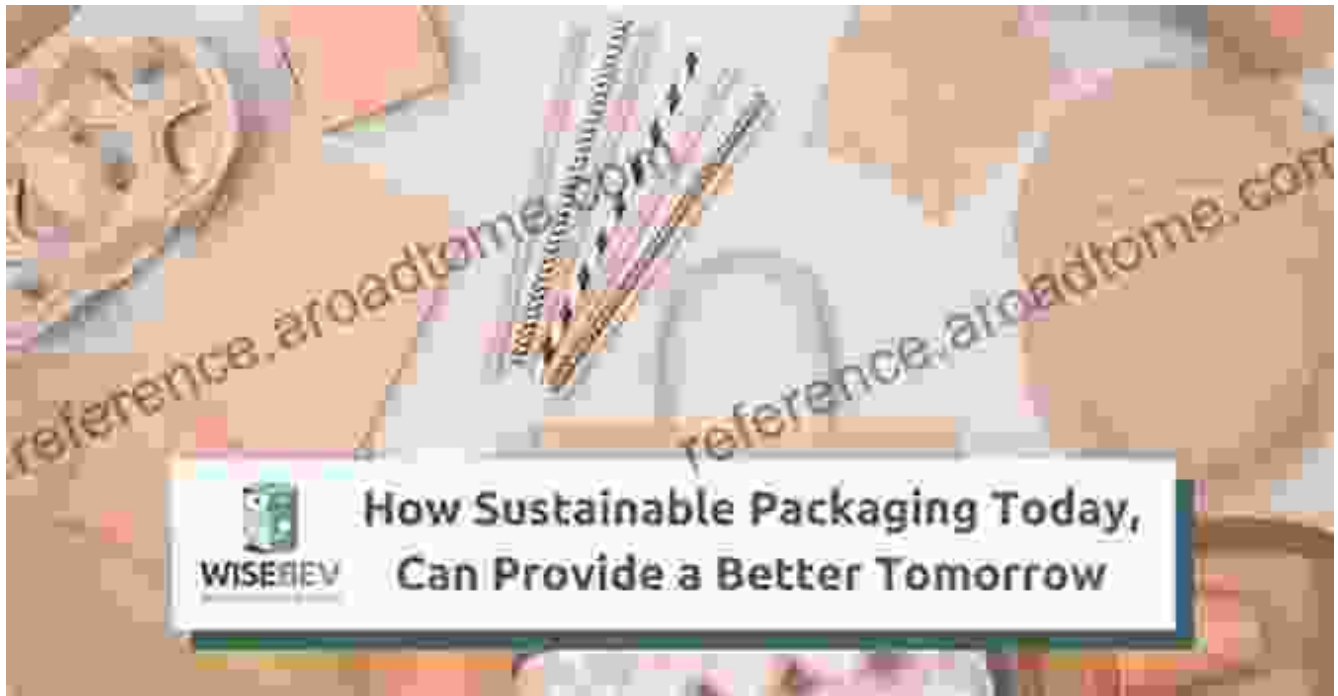 reference.aroadtome.com
reference.aroadtome.com
How Sustainable Packaging Today,
Can Provide a Better Tomorrow
WISEBEV